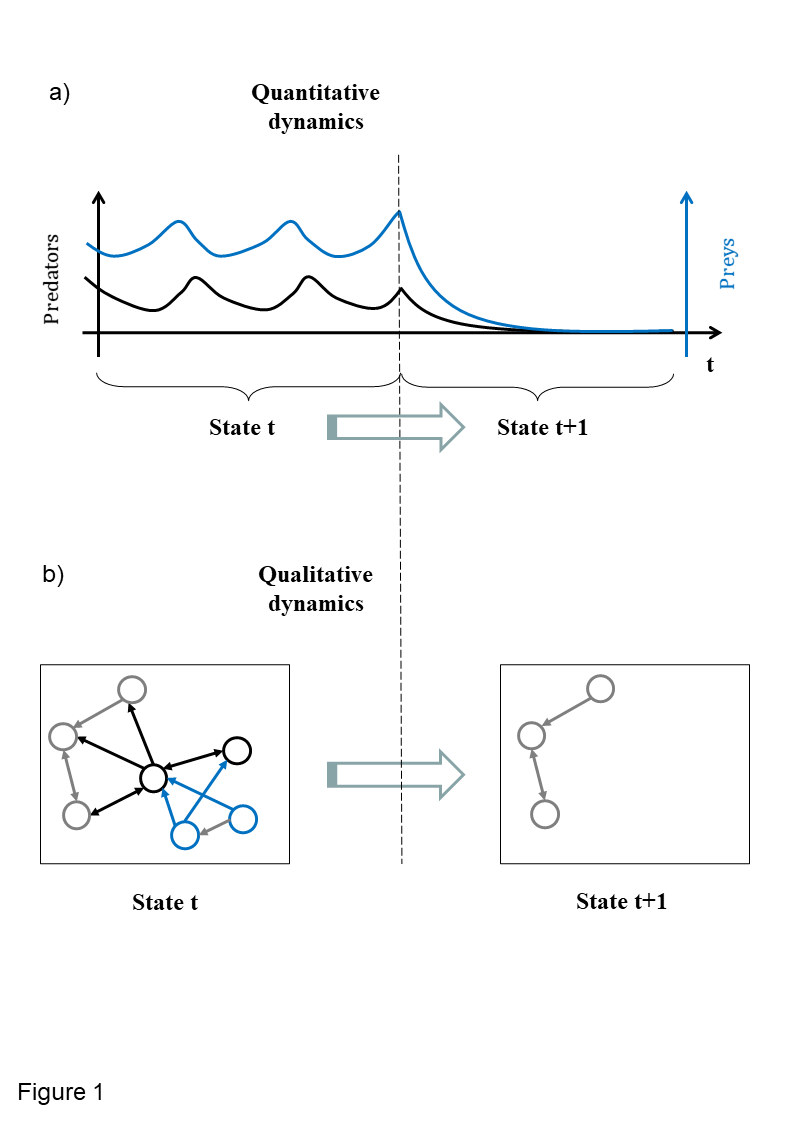 a)
Quantitative
dynamics
Predators
Preys
t
State t
State t+1
b)
Qualitative
dynamics
State t
State t+1
Figure 1